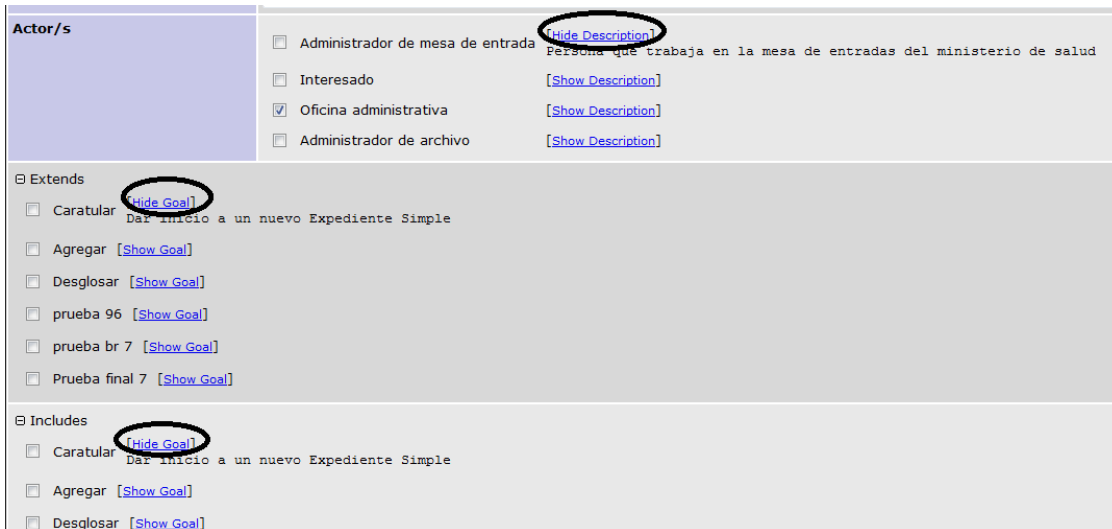 Actor/s
Administrador de mesa de entrada [Hide Description]
Persona que trabaja en la mesa de entradas del ministerio de salud
Interesado [Show Description]
Oficina administrativa [Show Description]
Administrador de archivo [Show Description]
Extends
Caratular [Hide Goal]
Dar inicio a un nuevo Expediente Simple
Agregar [Show Goal]
Desglosar [Show Goal]
prueba 96 [Show Goal]
prueba br 7 [Show Goal]
Prueba final 7 [Show Goal]
Includes
Caratular [Hide Goal]
Dar inicio a un nuevo Expediente Simple
Agregar [Show Goal]
Desglosar [Show Goal]